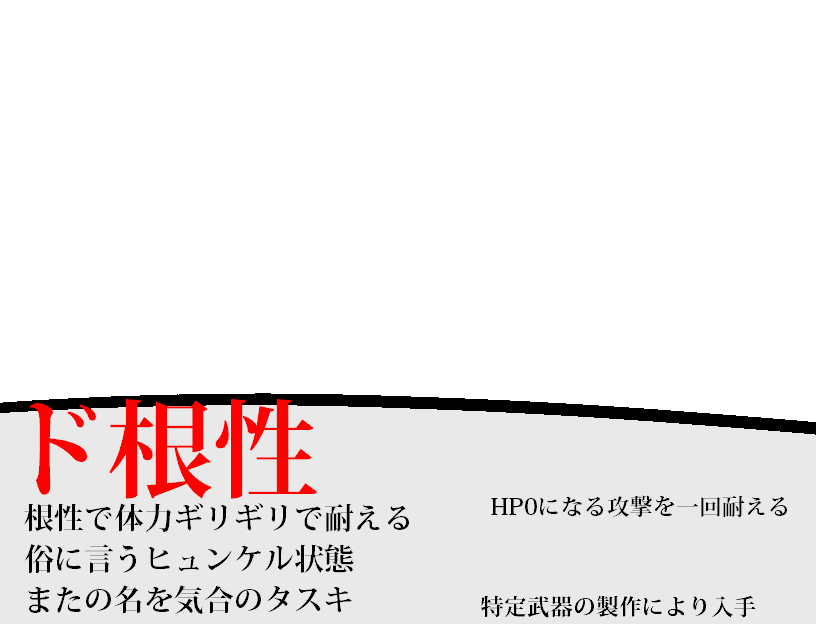 ド根性
根性で体力ギリギリで耐える
俗に言うヒュンケル状態
またの名を気合のタスキ
HP0になる攻撃を一回耐える
特定武器の製作により入手